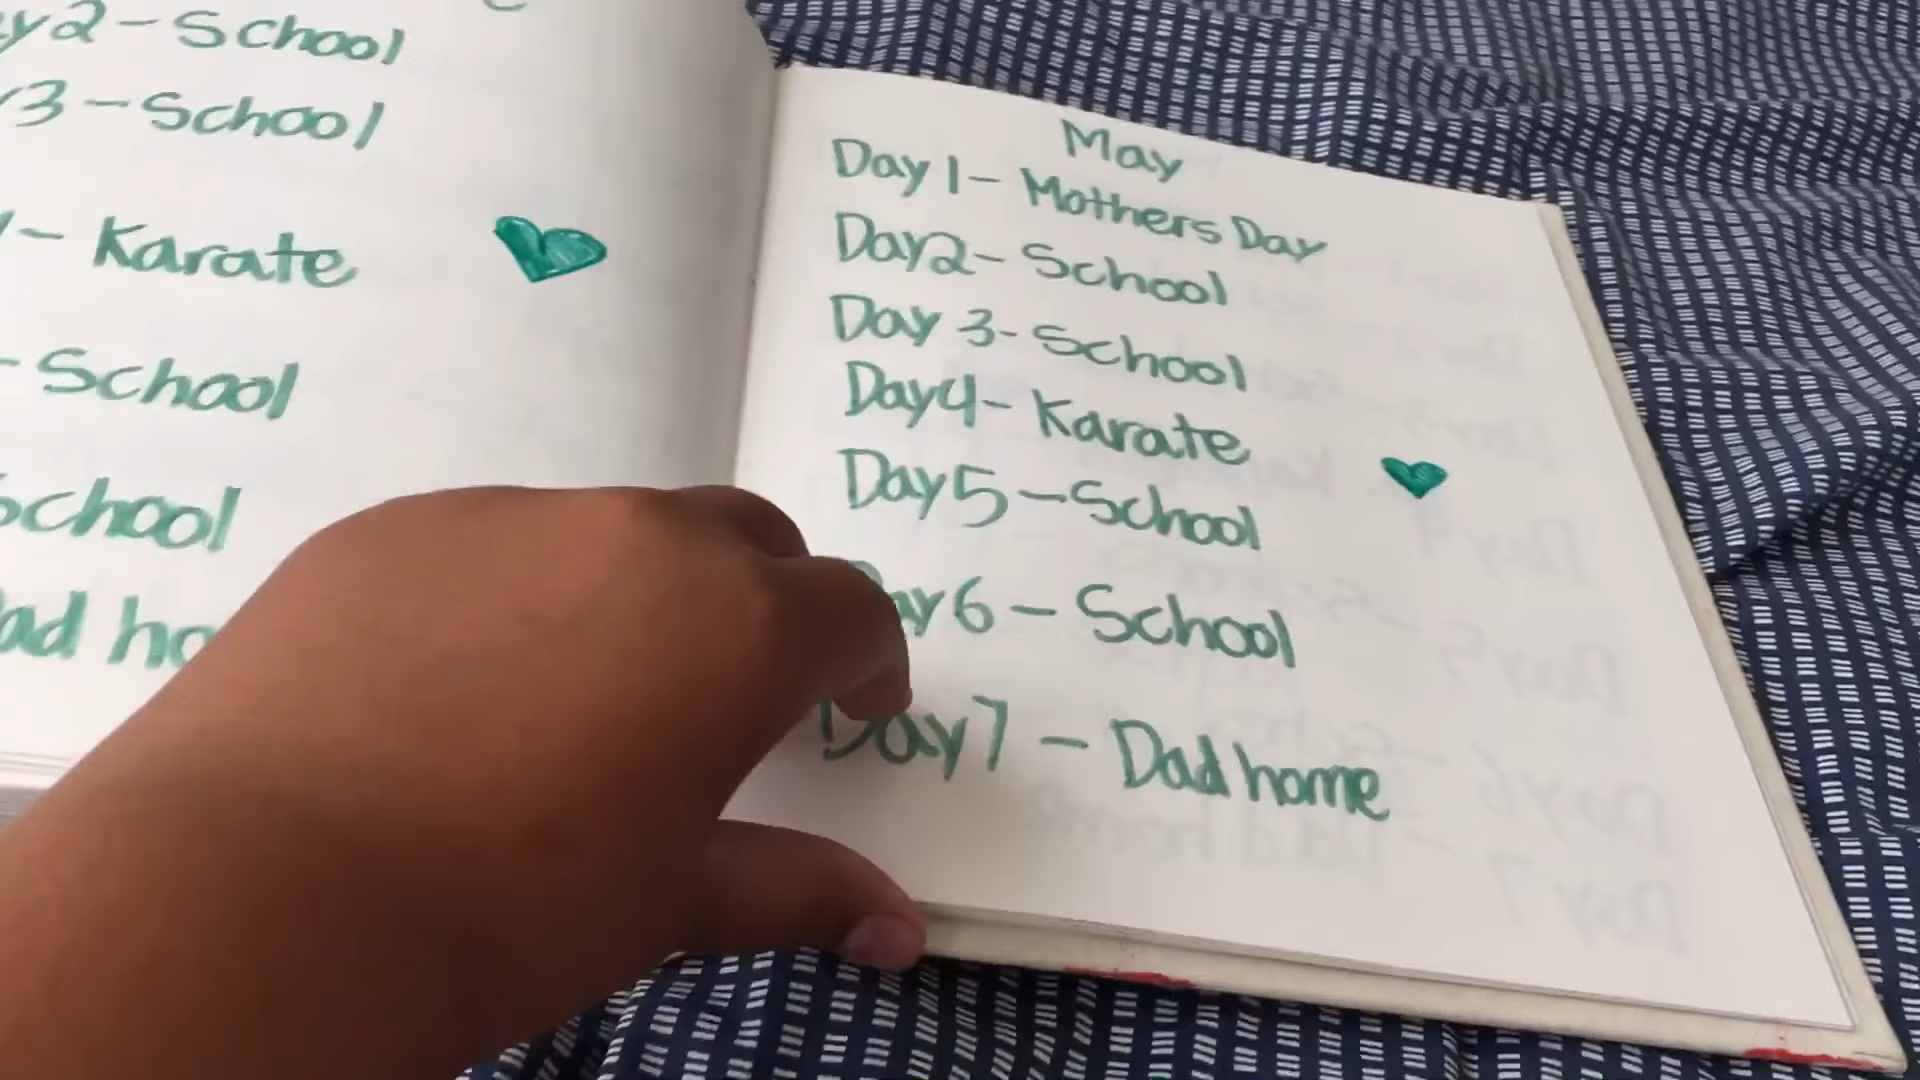 y2-School
3-School
- Karate
-School
School
ad ho
May
Day 1- Mothers Day
Day2- School
Day 3-School
Day4- Karate
Day5-School
ay6 - School
Day7 - Dad home